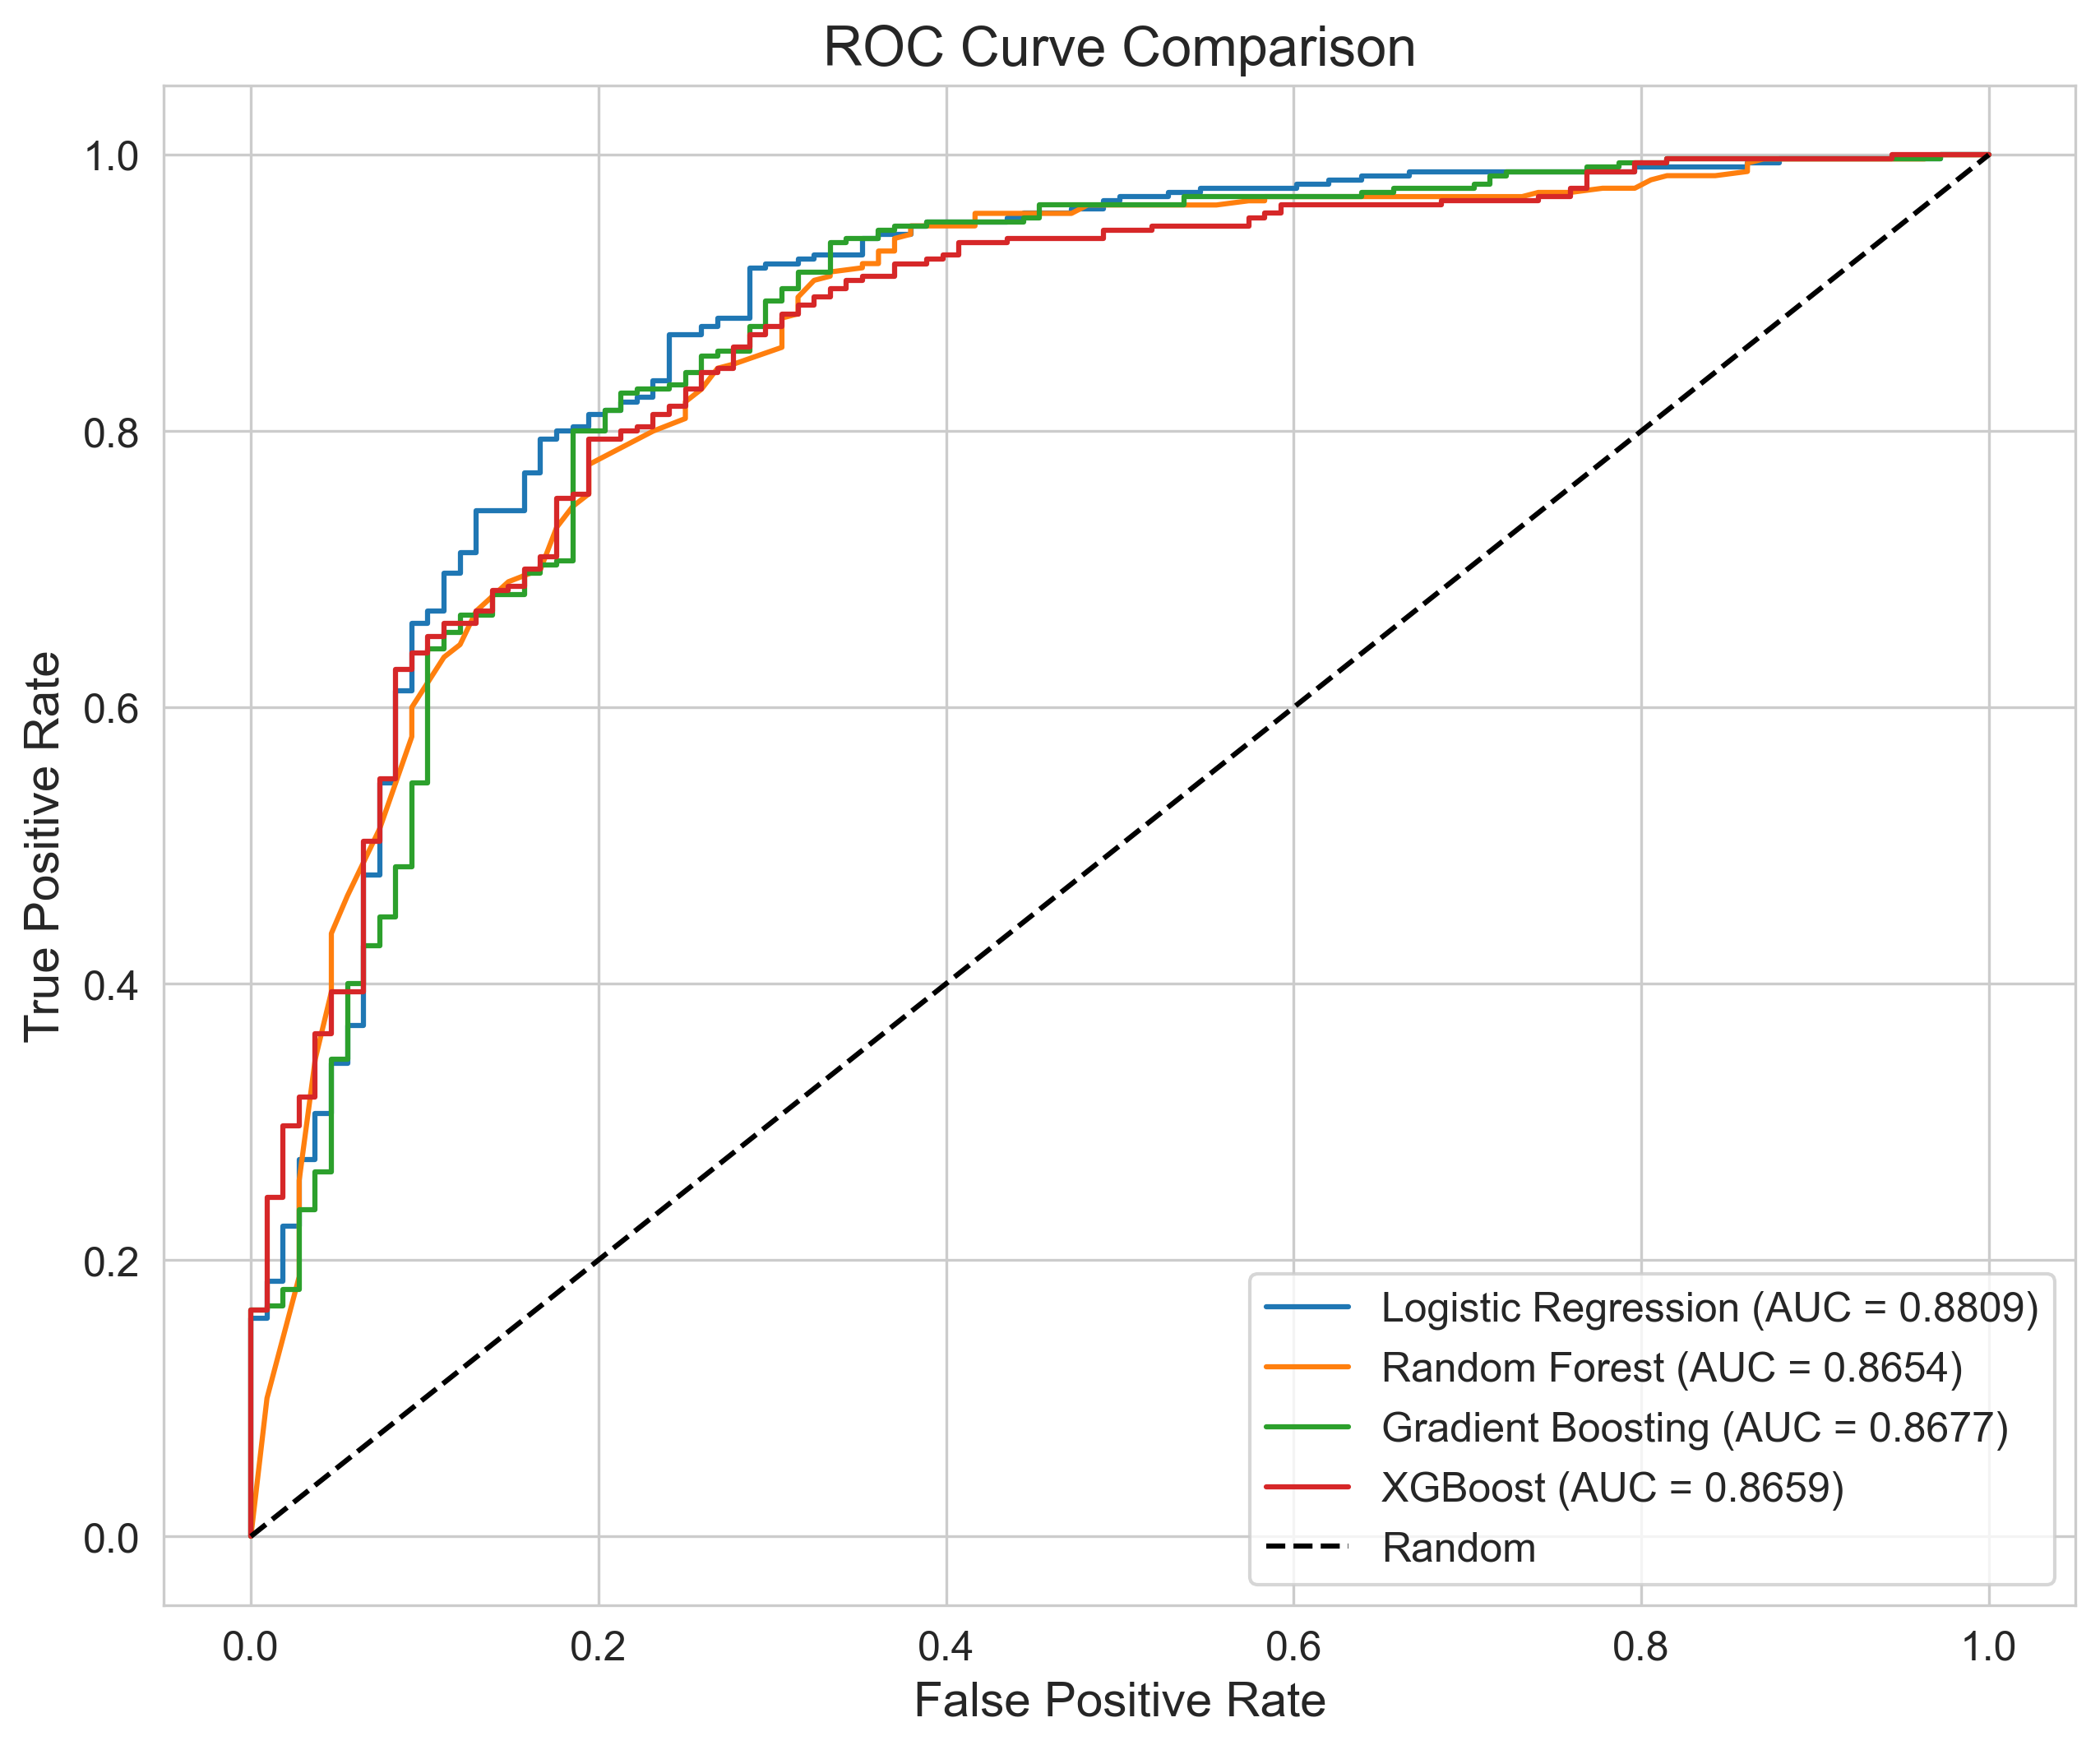 ROC Curve Comparison
1.0
0.8
0.6
0.4
0.2
0.0
True Positive Rate
Logistic Regression (AUC = 0.8809)
Random Forest (AUC = 0.8654)
Gradient Boosting (AUC = 0.8677)
XGBoost (AUC = 0.8659)
Random
0.0 0.2 0.4 0.6 0.8 1.0
False Positive Rate